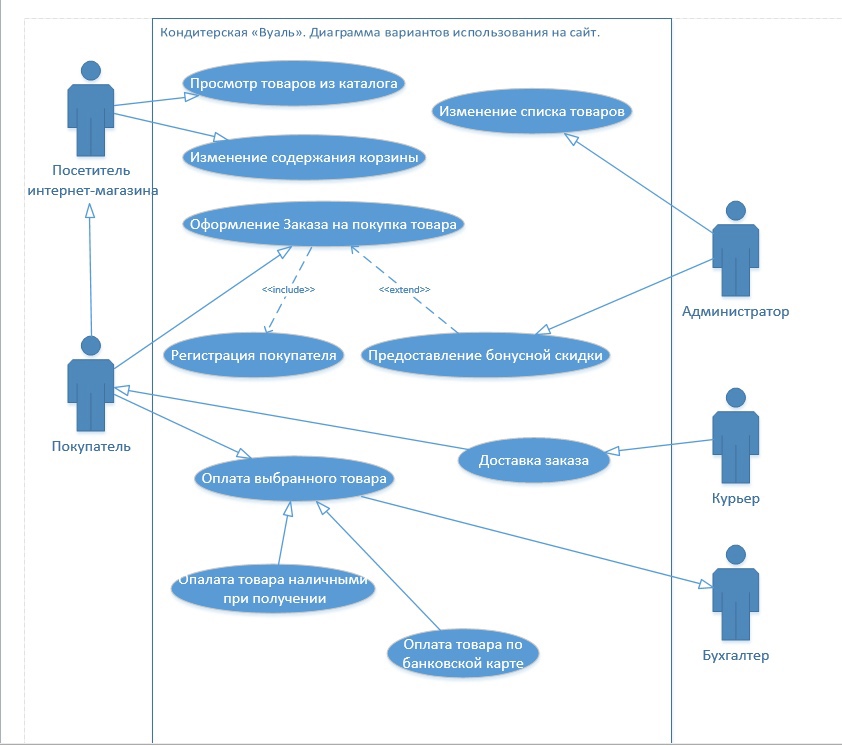 Кондитерская «Вуаль». Диаграмма вариантов использования на сайт.
Просмотр товаров из каталога
Изменение списка товаров
Изменение содержания корзины
Посетитель
интернет-магазина
Оформление Заказа на покупка товара
<<include>>
<<extend>>
Администратор
Регистрация покупателя
Предоставление бонусной скидки
Покупатель
Доставка заказа
Оплата выбранного товара
Курьер
Опалата товара наличными
при получении
Оплата товара по
банковской карте
Бухгалтер